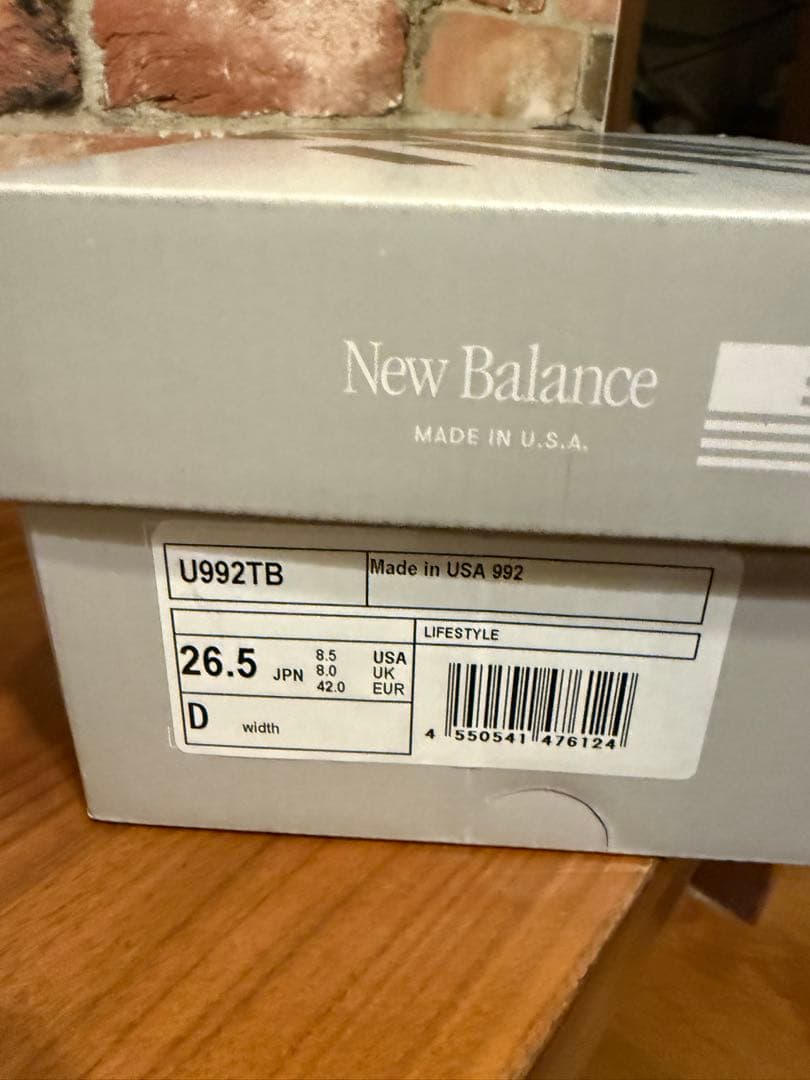 New Balance
MADE IN U.S.A.
U992TB
Made in USA 992
LIFESTYLE
26.5 JPN
8.5 USA
8.0 UK
42.0 EUR
D width
4 550541 476124